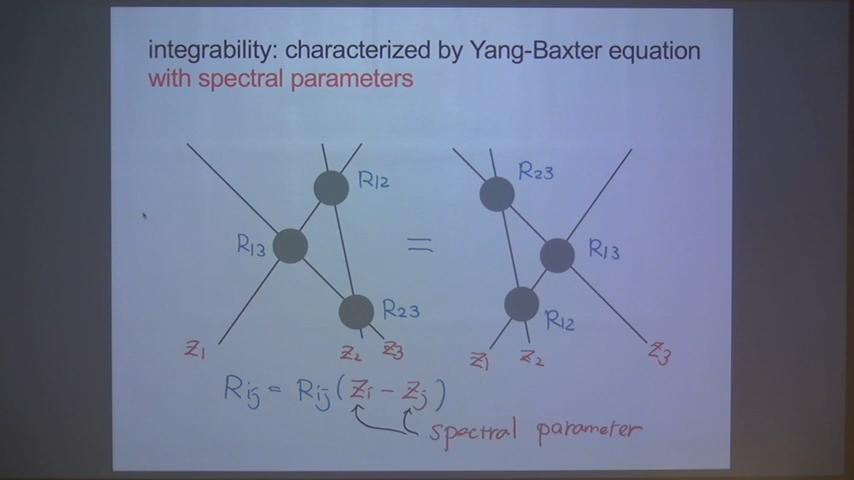 integrability: characterized by Yang-Baxter equation
with spectral parameters
R12
R23
R13
=
R13
R23
R12
Z1
Z2
Z3
Z1
Z2
Z3
Rij = Rij (Zi - Zj)
spectral parameter